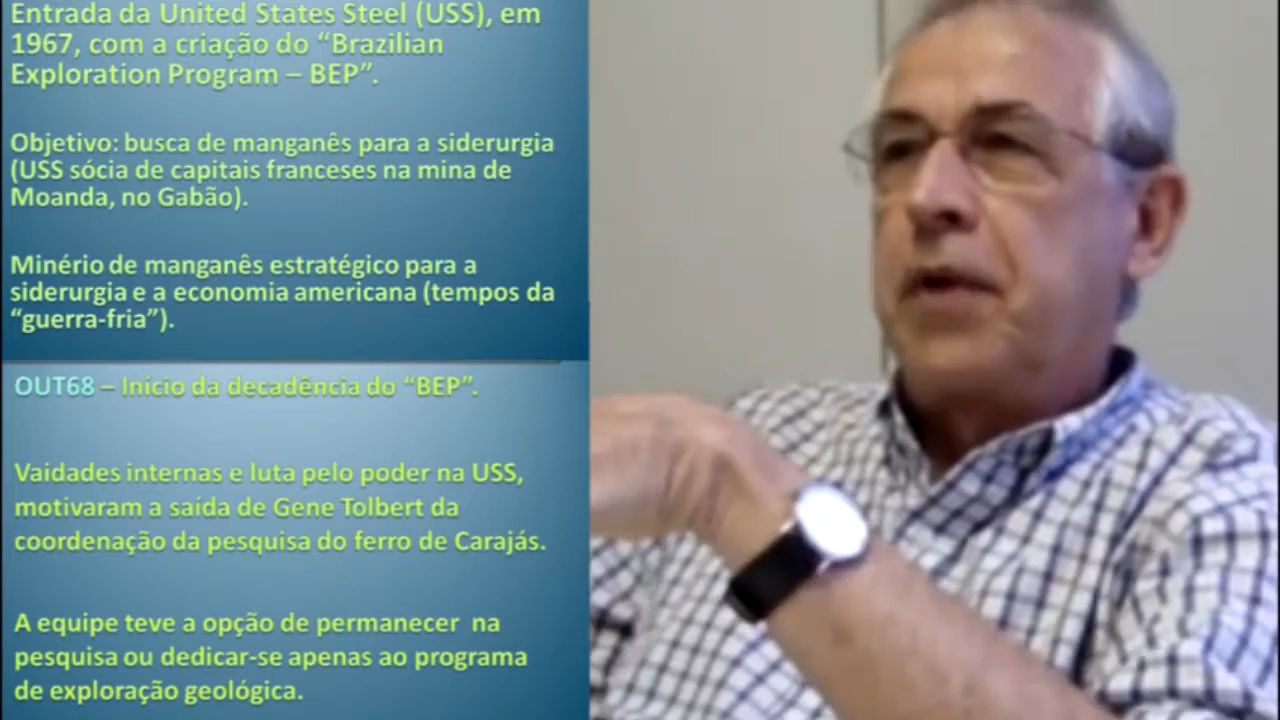 Entrada da United States Steel (USS), em
1967, com a criação do “Brazilian
Exploration Program – BEP”.
Objetivo: busca de manganês para a siderurgia
(USS sócia de capitais franceses na mina de
Moanda, no Gabão).
Minério de manganês estratégico para a
siderurgia e a economia americana (tempos da
“guerra-fria”).
OUT68 – Início da decadência do “BEP”.
Vaidades internas e luta pelo poder na USS,
motivaram a saída de Gene Tolbert da
coordenação da pesquisa do ferro de Carajás.
A equipe teve a opção de permanecer na
pesquisa ou dedicar-se apenas ao programa
de exploração geológica.